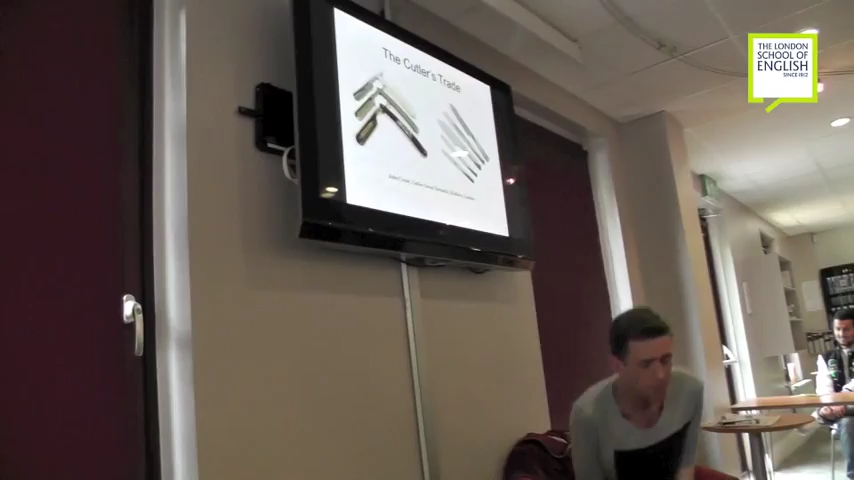 The Cutler's Trade
THE LONDON
SCHOOL OF
ENGLISH
SINCE 1912